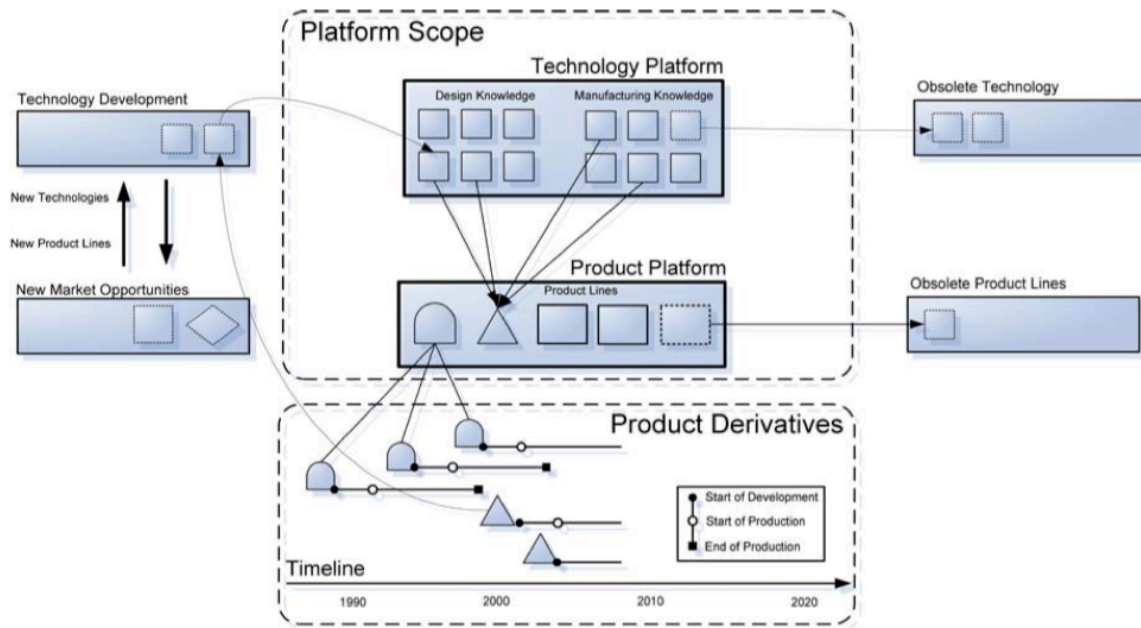 Platform Scope
Technology Platform
Design Knowledge
Manufacturing Knowledge
Technology Development
Obsolete Technology
New Technologies
New Product Lines
New Market Opportunities
Product Platform
Product Lines
Obsolete Product Lines
Product Derivatives
Start of Development
Start of Production
End of Production
Timeline
1990
2000
2010
2020